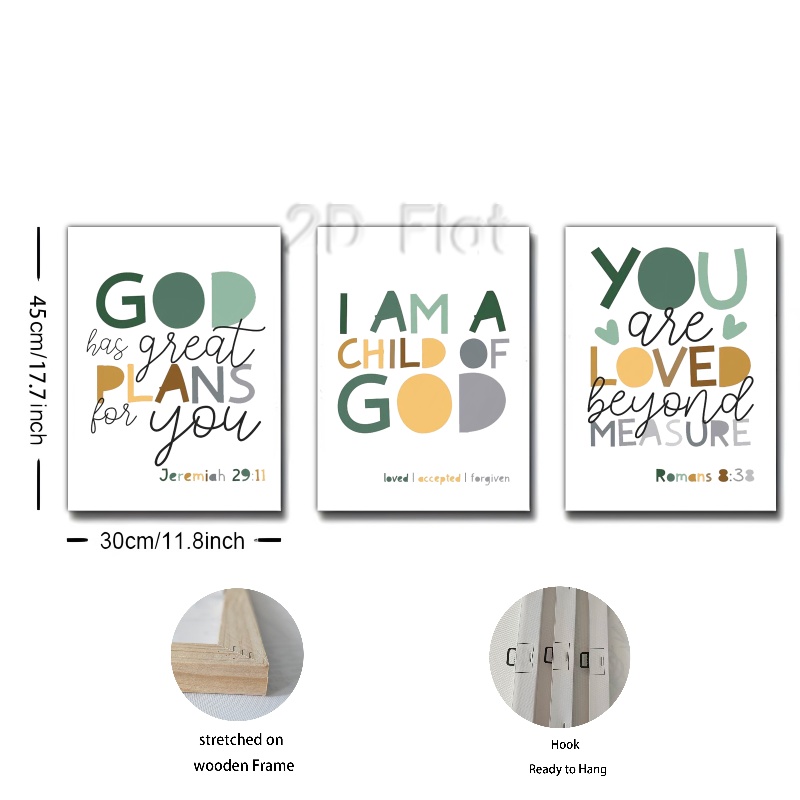 2D Flat
45cm/17.7inch
GOD
has great
PLANS
for you
Jeremiah 29:11
I AM A
CHILD OF
GOD
loved | accepted | forgiven
YOU
are
LOVED
beyond
MEASURE
Romans 8:38
30cm/11.8inch
stretched on
wooden Frame
Hook
Ready to Hang